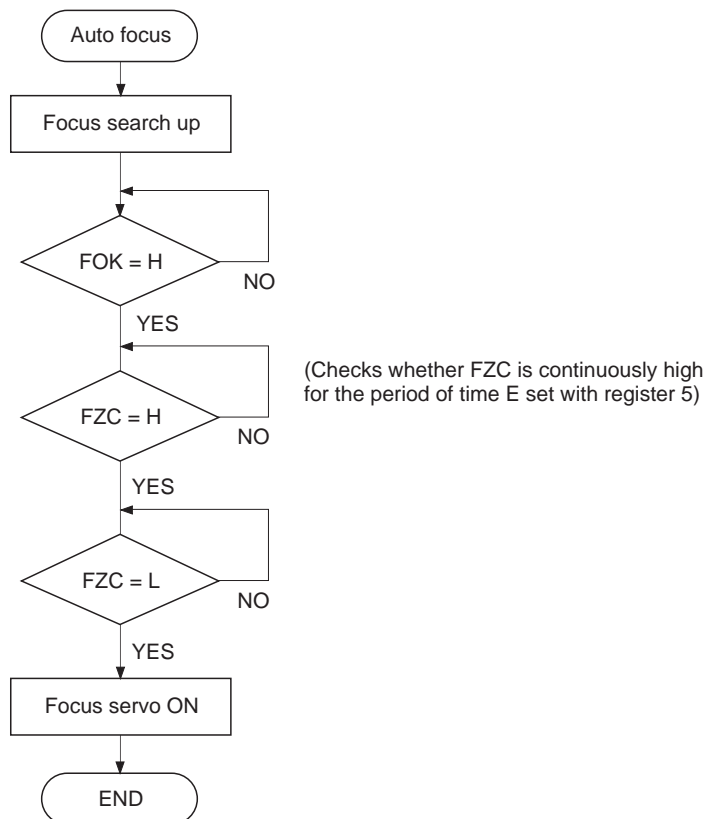 Auto focus
Focus search up
FOK = H
NO
YES
(Checks whether FZC is continuously high
for the period of time E set with register 5)
FZC = H
NO
YES
FZC = L
NO
YES
Focus servo ON
END